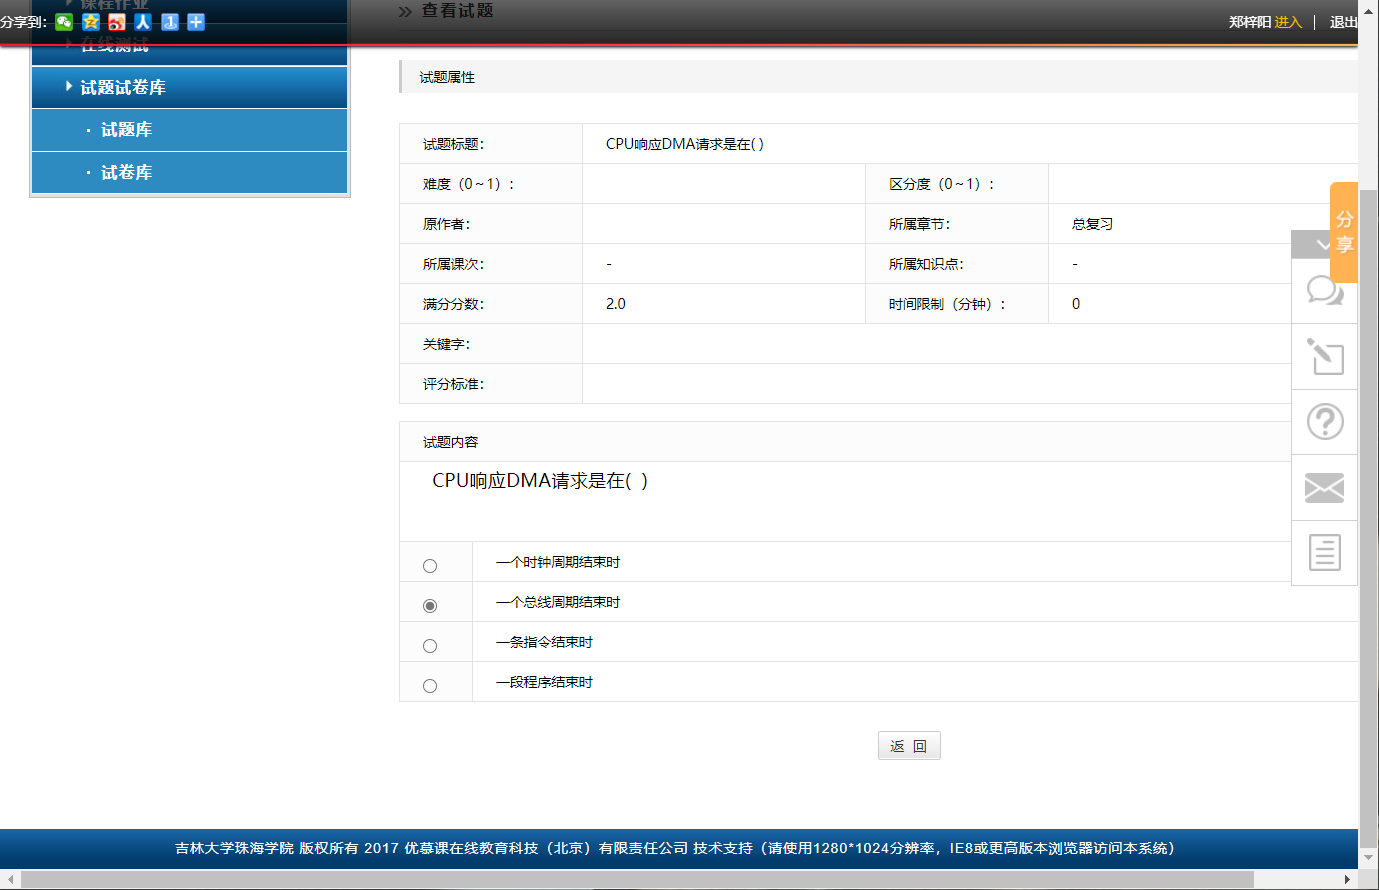 课程作业
查看试题
分享到:
郑梓阳 进入 | 退出
在线测试
试题试卷库
· 试题库
· 试卷库
试题属性
试题标题: CPU响应DMA请求是在( )
难度（0~1）: 区分度（0~1）:
原作者: 所属章节: 总复习
所属课次: - 所属知识点: -
满分分数: 2.0 时间限制（分钟）: 0
关键字:
评分标准:
试题内容
CPU响应DMA请求是在( )
一个时钟周期结束时
一个总线周期结束时
一条指令结束时
一段程序结束时
返 回
分
享
吉林大学珠海学院 版权所有 2017 优慕课在线教育科技（北京）有限责任公司 技术支持（请使用1280*1024分辨率，IE8或更高版本浏览器访问本系统）